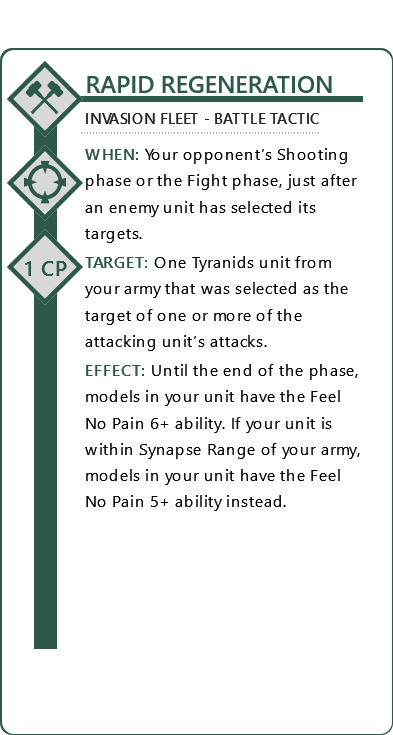 RAPID REGENERATION
INVASION FLEET - BATTLE TACTIC
WHEN: Your opponent's Shooting
phase or the Fight phase, just after
an enemy unit has selected its
targets.
1 CP
TARGET: One Tyranids unit from
your army that was selected as the
target of one or more of the
attacking unit's attacks.
EFFECT: Until the end of the phase,
models in your unit have the Feel
No Pain 6+ ability. If your unit is
within Synapse Range of your army,
models in your unit have the Feel
No Pain 5+ ability instead.